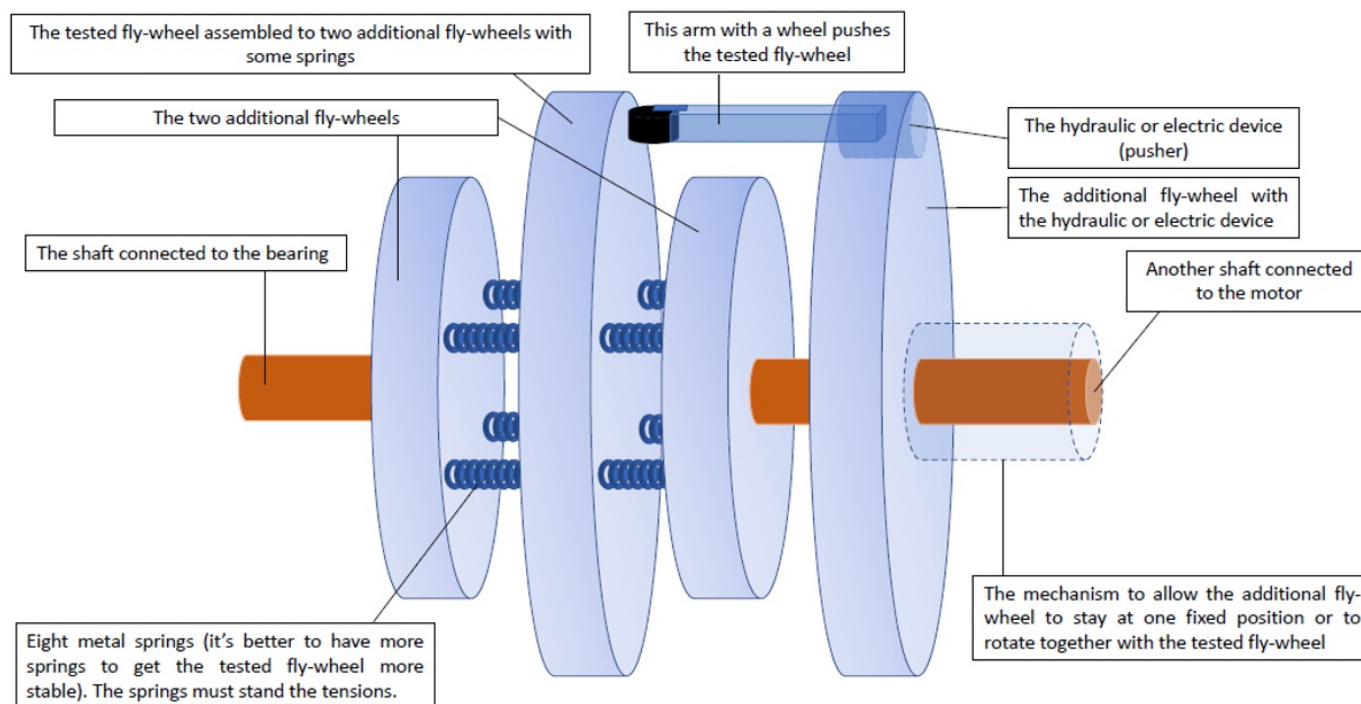 The tested fly-wheel assembled to two additional fly-wheels with
some springs
This arm with a wheel pushes
the tested fly-wheel
The two additional fly-wheels
The hydraulic or electric device
(pusher)
The additional fly-wheel with
the hydraulic or electric device
The shaft connected to the bearing
Another shaft connected
to the motor
Eight metal springs (it’s better to have more
springs to get the tested fly-wheel more
stable). The springs must stand the tensions.
The mechanism to allow the additional fly-
wheel to stay at one fixed position or to
rotate together with the tested fly-wheel